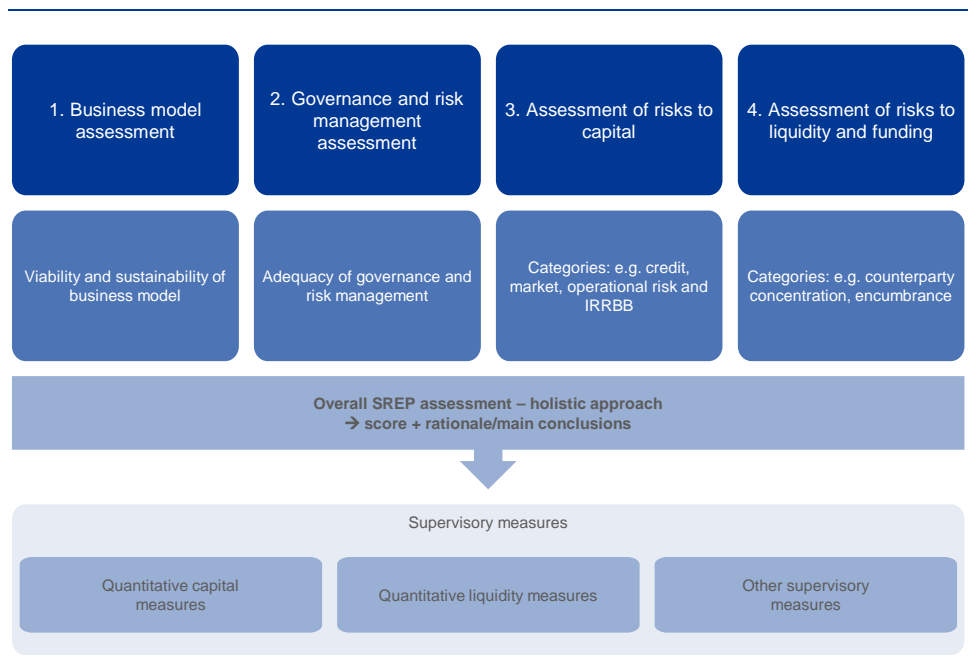 1. Business model
assessment
2. Governance and risk
management
assessment
3. Assessment of risks to
capital
4. Assessment of risks to
liquidity and funding
Viability and sustainability of
business model
Adequacy of governance and
risk management
Categories: e.g. credit,
market, operational risk and
IRRBB
Categories: e.g. counterparty
concentration, encumbrance
Overall SREP assessment – holistic approach
→ score + rationale/main conclusions
Supervisory measures
Quantitative capital
measures
Quantitative liquidity measures
Other supervisory
measures